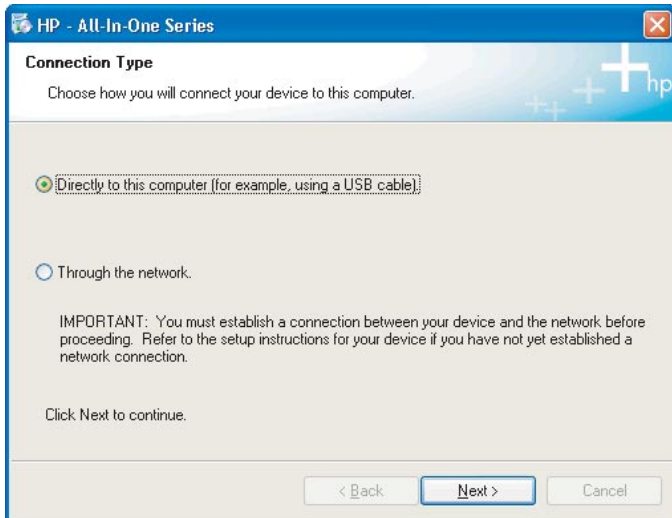 HP - All-In-One Series
Connection Type
Choose how you will connect your device to this computer.
hp
Directly to this computer (for example, using a USB cable).
Through the network.
IMPORTANT: You must establish a connection between your device and the network before
proceeding. Refer to the setup instructions for your device if you have not yet established a
network connection.
Click Next to continue.
< Back Next > Cancel